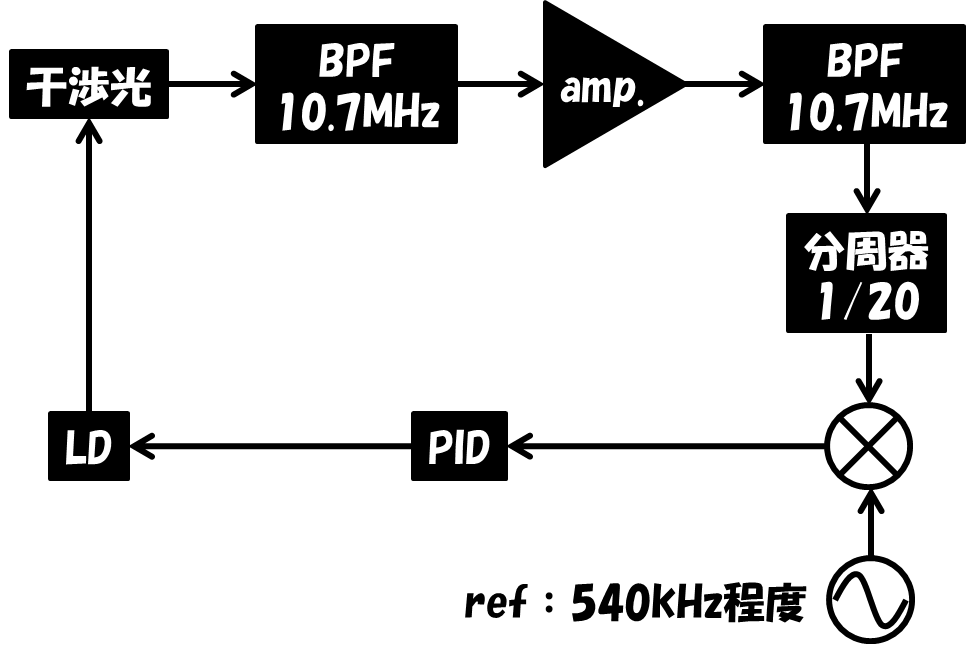 干渉光
BPF
10.7MHz
amp.
BPF
10.7MHz
分周器
1/20
LD
PID
ref：540kHz程度